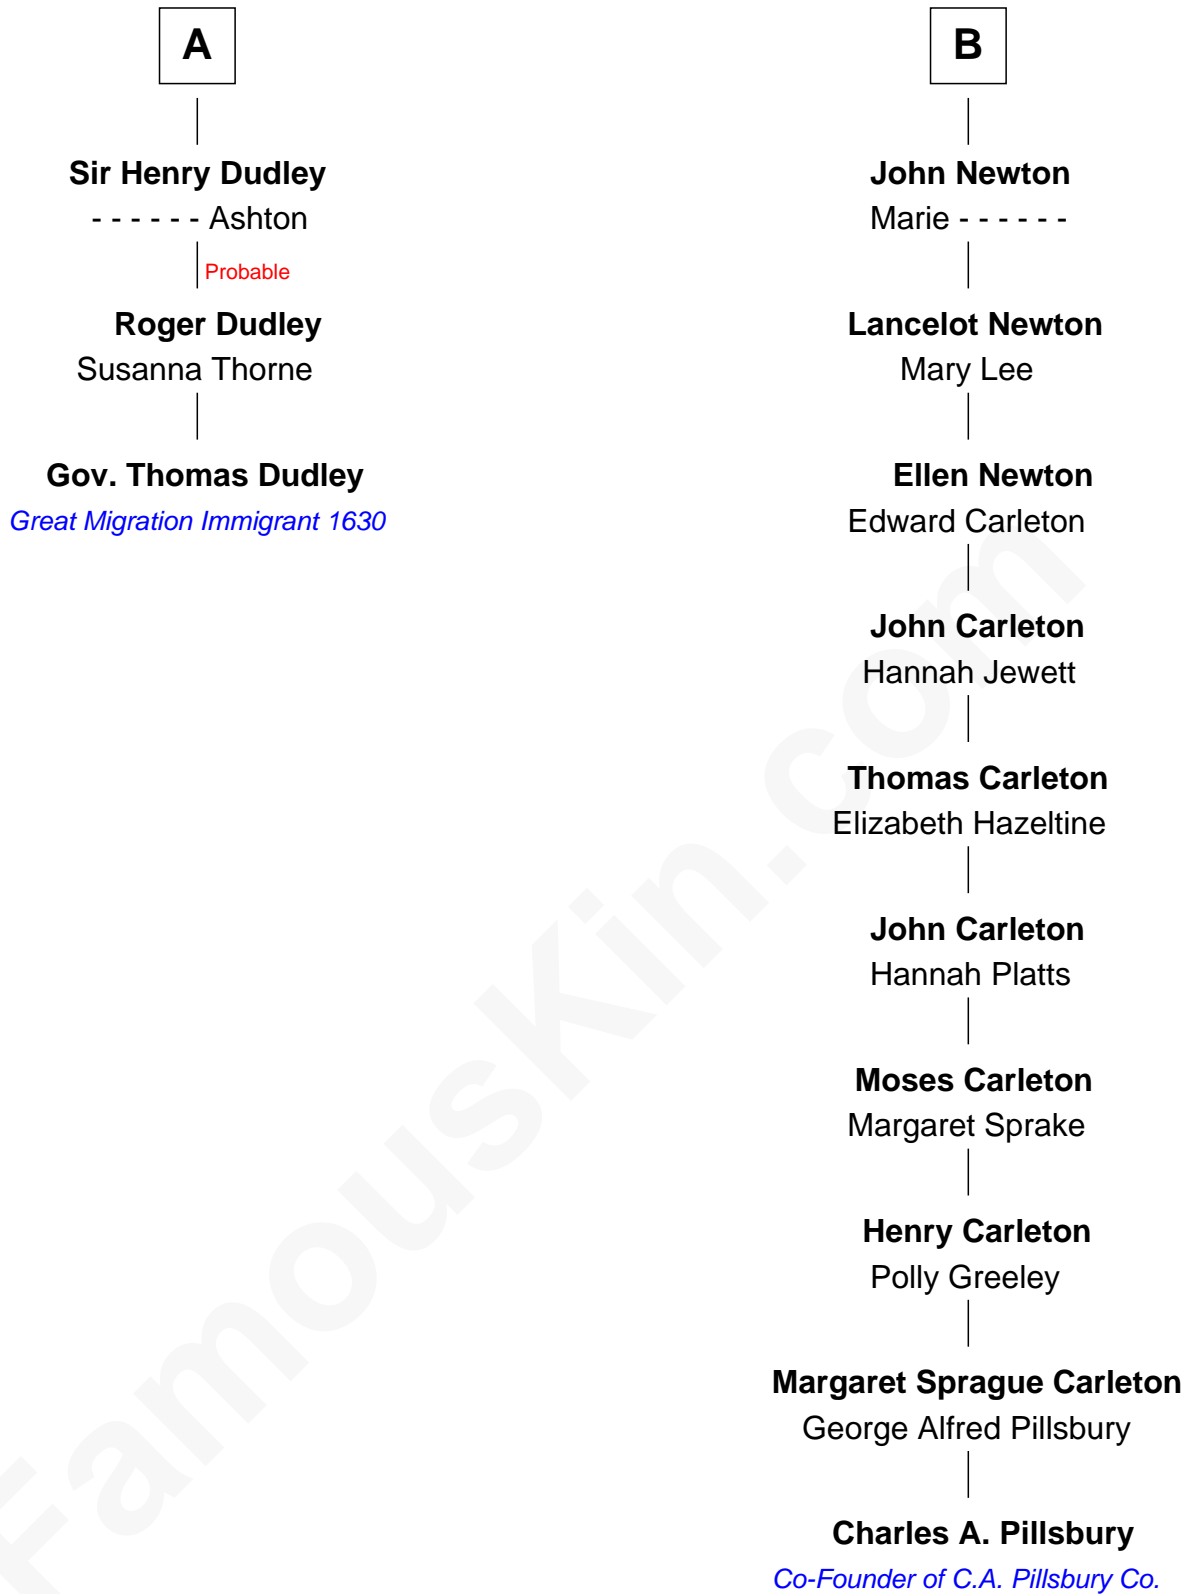 A
Sir Henry Dudley
- - - - - - Ashton
Probable
Roger Dudley
Susanna Thorne
Gov. Thomas Dudley
Great Migration Immigrant 1630
B
John Newton
Marie - - - - - -
Lancelot Newton
Mary Lee
Ellen Newton
Edward Carleton
John Carleton
Hannah Jewett
Thomas Carleton
Elizabeth Hazeltine
John Carleton
Hannah Platts
Moses Carleton
Margaret Sprake
Henry Carleton
Polly Greeley
Margaret Sprague Carleton
George Alfred Pillsbury
Charles A. Pillsbury
Co-Founder of C.A. Pillsbury Co.
FamousKin.com